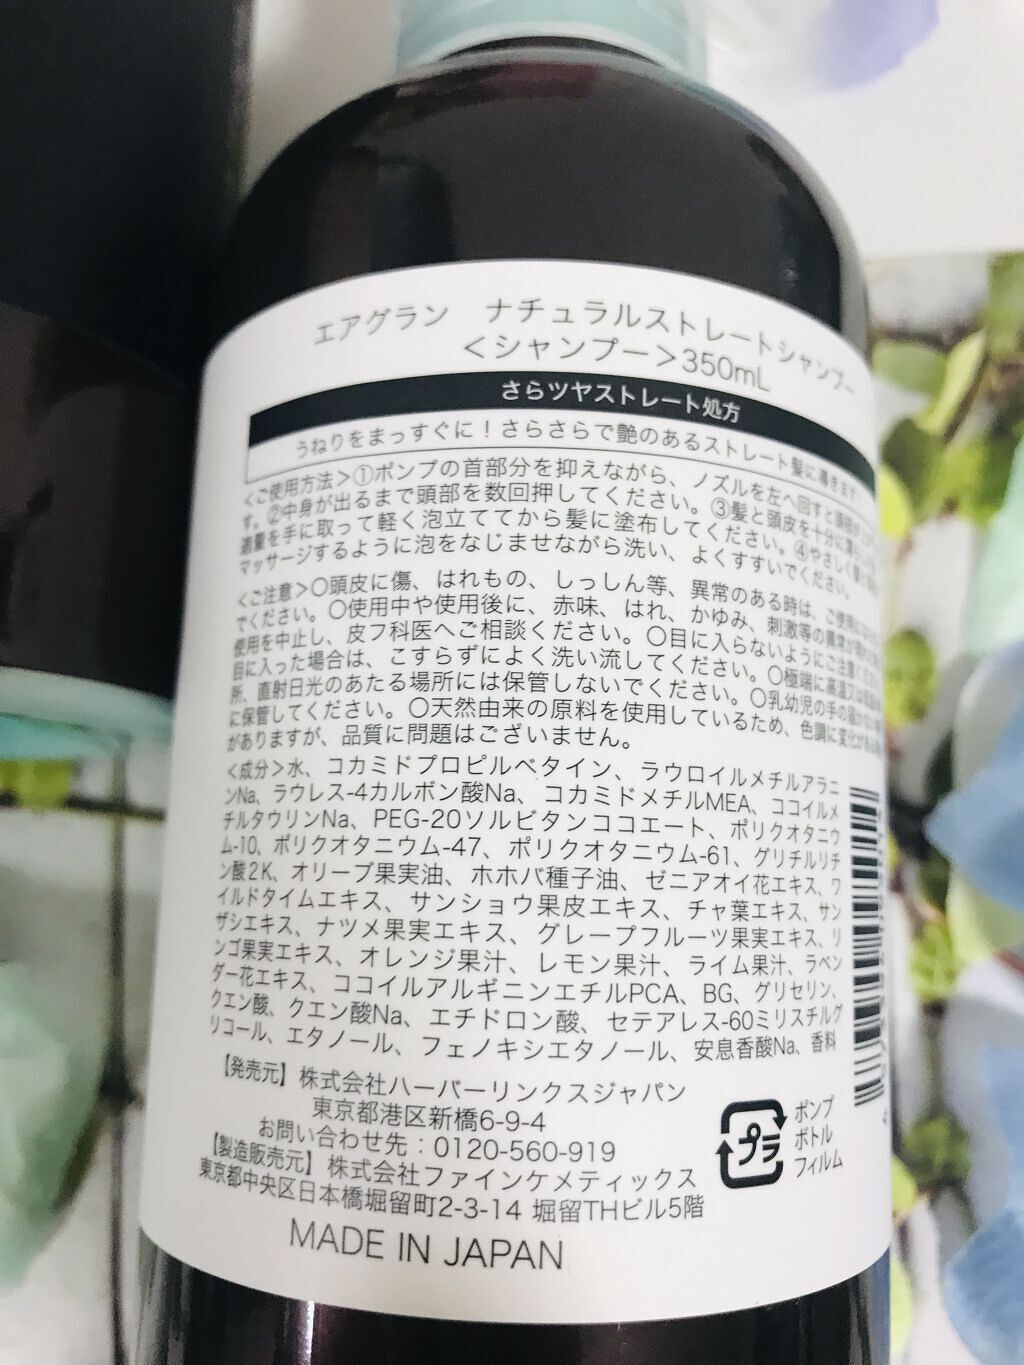 エアグラン ナチュラルストレートシャンプー
＜シャンプー＞350mL
さらツヤストレート処方
うねりをまっすぐに！さらさらで艶のあるストレート髪に導きます
＜ご使用方法＞①ポンプの首部分を抑えながら、ノズルを左へ回すと頭部が
す。②中身が出るまで頭部を数回押してください。③髪と頭皮を十分に
適量を手に取って軽く泡立ててから髪に塗布してください。④やさしく
マッサージするように泡をなじませながら洗い、よくすすいでください。
＜ご注意＞〇頭皮に傷、はれもの、しっしん等、異常のある時は、ご使用に
でください。〇使用中や使用後に、赤味、はれ、かゆみ、刺激等の異常が
使用を中止し、皮フ科医へご相談ください。〇目に入らないようにご注意ください
目に入った場合は、こすらずによく洗い流してください。〇極端に高温又は
所、直射日光のあたる場所には保管しないでください。〇乳幼児の手の届かない
に保管してください。〇天然由来の原料を使用しているため、色調に変化がある
がありますが、品質に問題はございません。
＜成分＞水、コカミドプロピルベタイン、ラウロイルメチルアラニ
ンNa、ラウレス-4カルボン酸Na、コカミドメチルMEA、ココイルメ
チルタウリンNa、PEG-20ソルビタンココエート、ポリクオタニウ
ム-10、ポリクオタニウム-47、ポリクオタニウム-61、グリチルリチ
ン酸2K、オリーブ果実油、ホホバ種子油、ゼニアオイ花エキス、ワ
イルドタイムエキス、サンショウ果皮エキス、チャ葉エキス、サン
ザシエキス、ナツメ果実エキス、グレープフルーツ果実エキス、リ
ンゴ果実エキス、オレンジ果汁、レモン果汁、ライム果汁、ラベン
ダー花エキス、ココイルアルギニンエチルPCA、BG、グリセリン、
クエン酸、クエン酸Na、エチドロン酸、セテアレス-60ミリスチルグ
リコール、エタノール、フェノキシエタノール、安息香酸Na、香料
【発売元】株式会社ハーバーリンクスジャパン
東京都港区新橋6-9-4
お問い合わせ先：0120-560-919
【製造販売元】株式会社ファインケメティックス
東京都中央区日本橋堀留町2-3-14 堀留THビル5階
MADE IN JAPAN
プラ
ポンプ
ボトル
フィルム